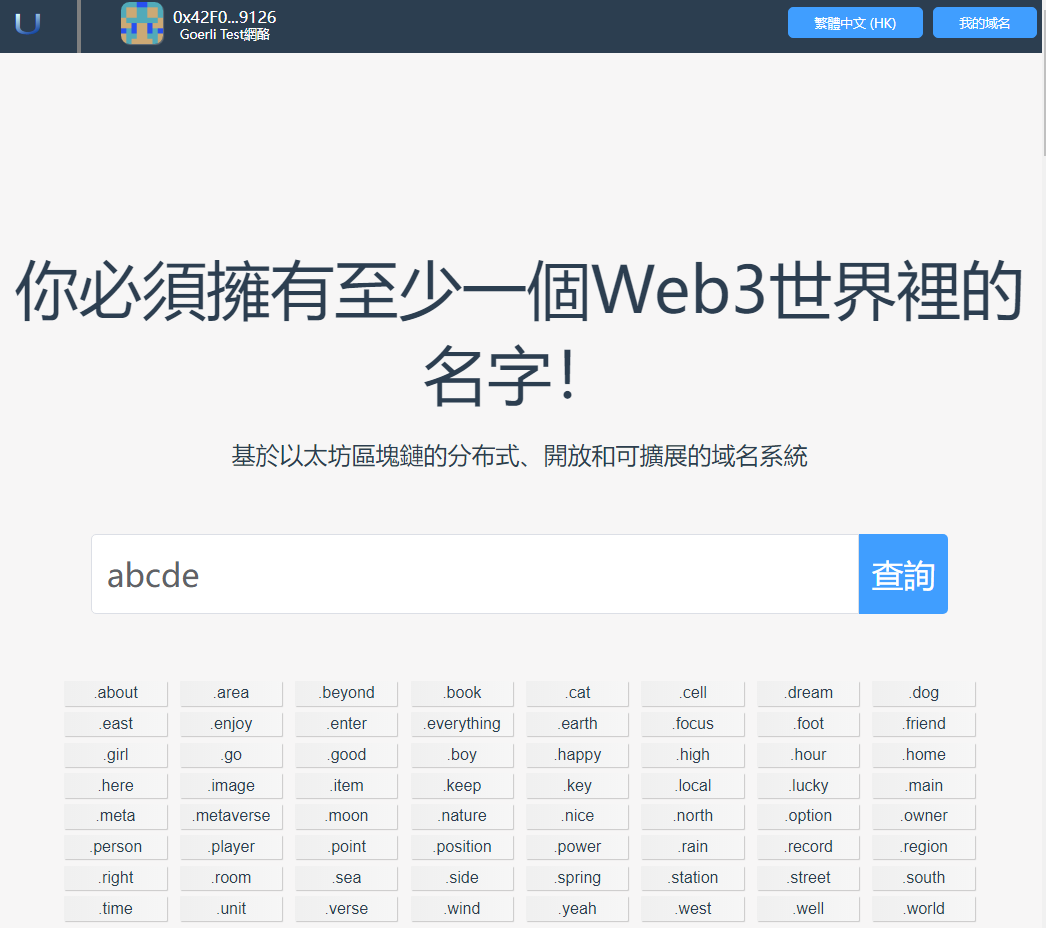 U
0x42F0...9126
Goerli Test網酪
繁體中文 (HK)
我的域名
你必須擁有至少一個Web3世界裡的
名字！
基於以太坊區塊鏈的分布式、開放和可擴展的域名系統
abcde
查詢
.about .area .beyond .book .cat .cell .dream .dog
.east .enjoy .enter .everything .earth .focus .foot .friend
.girl .go .good .boy .happy .high .hour .home
.here .image .item .keep .key .local .lucky .main
.meta .metaverse .moon .nature .nice .north .option .owner
.person .player .point .position .power .rain .record .region
.right .room .sea .side .spring .station .street .south
.time .unit .verse .wind .yeah .west .well .world